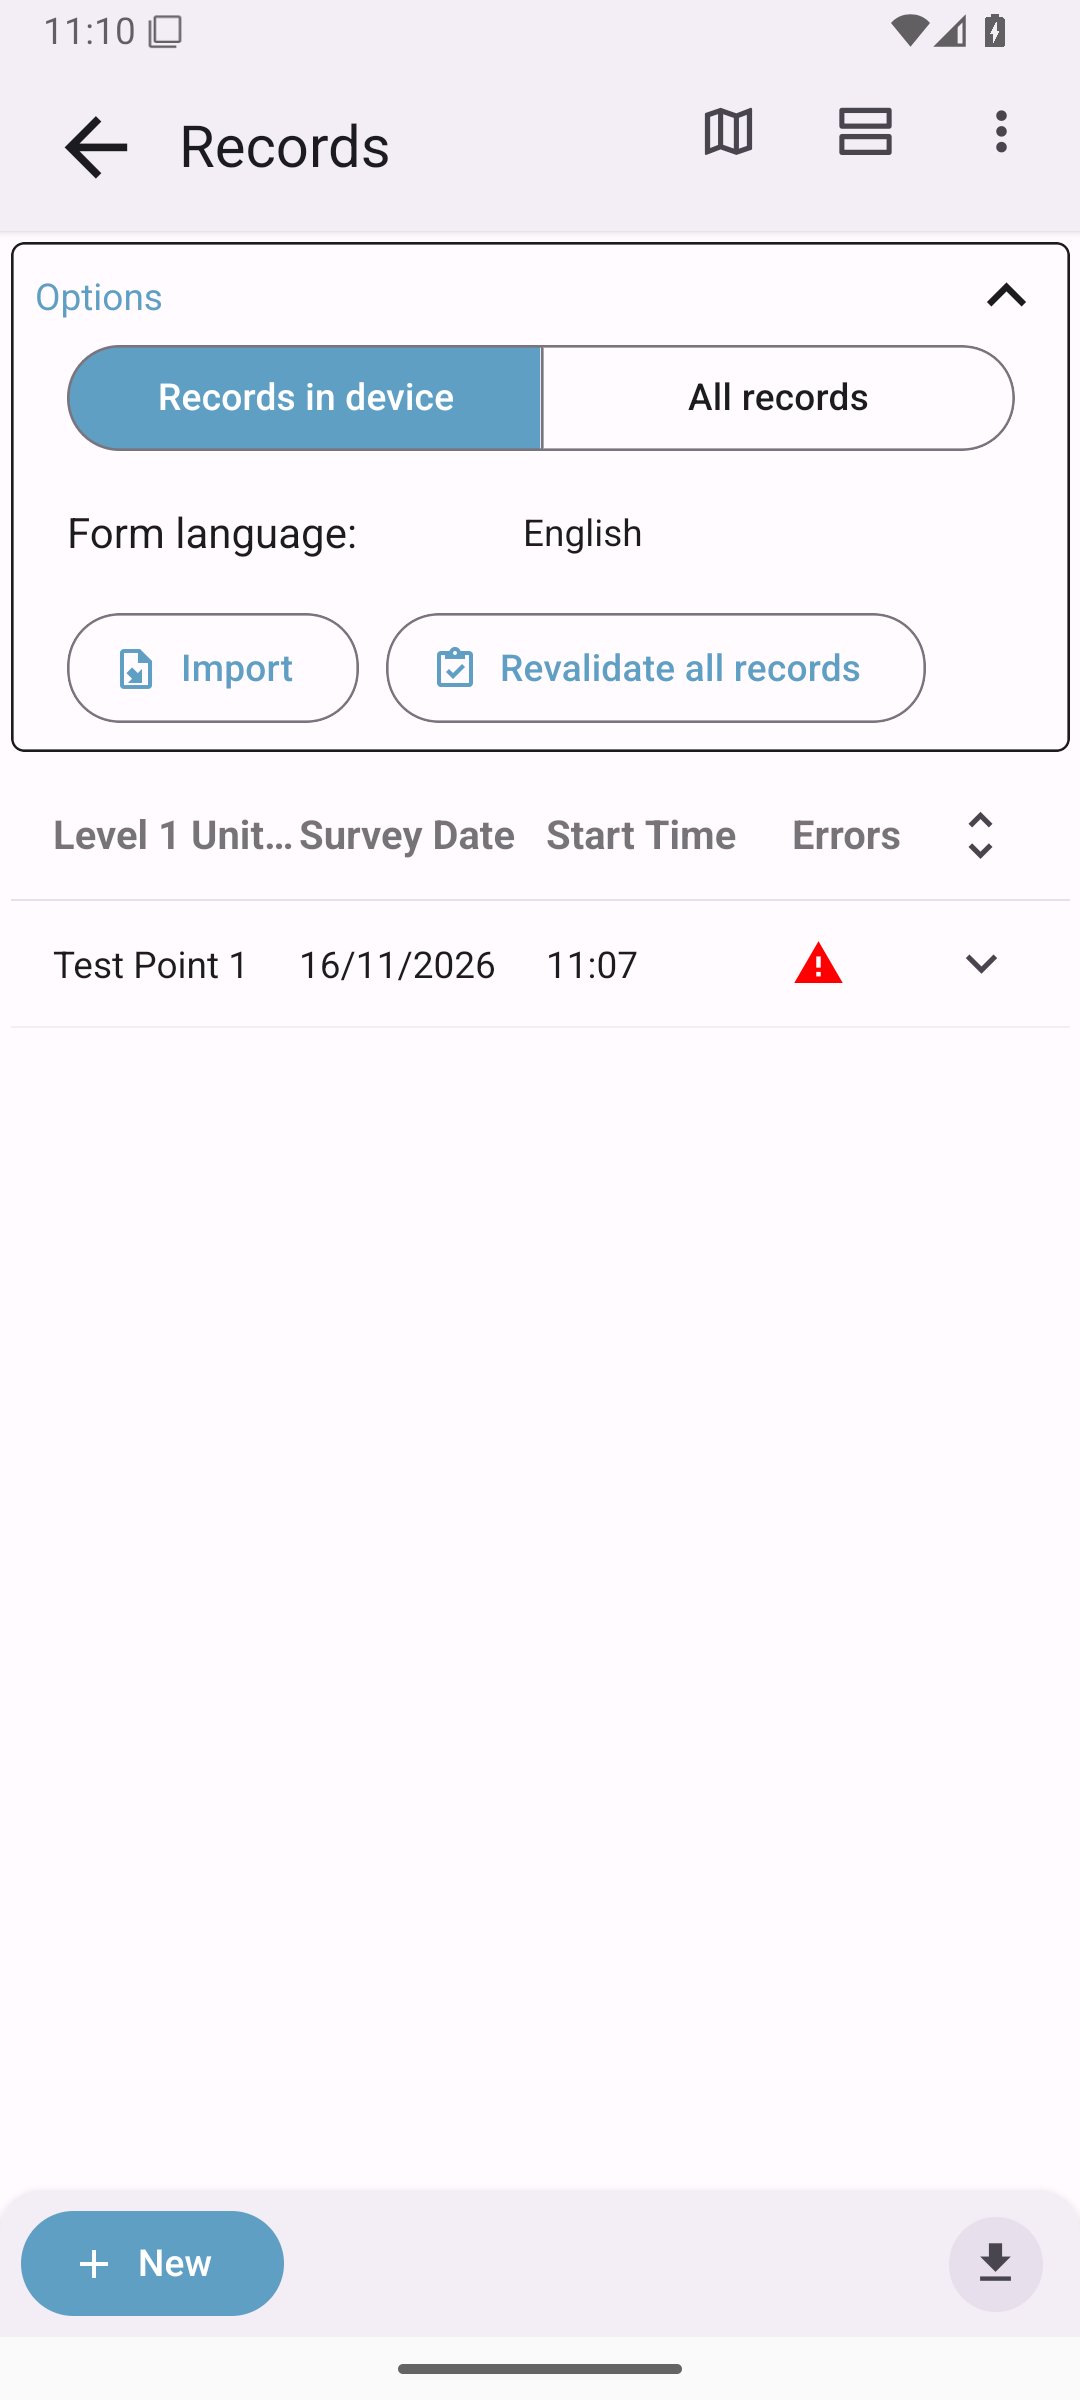 11:10
Records
Options
Records in device
All records
Form language:
English
Import
Revalidate all records
Level 1 Unit... Survey Date Start Time Errors
Test Point 1 16/11/2026 11:07
New